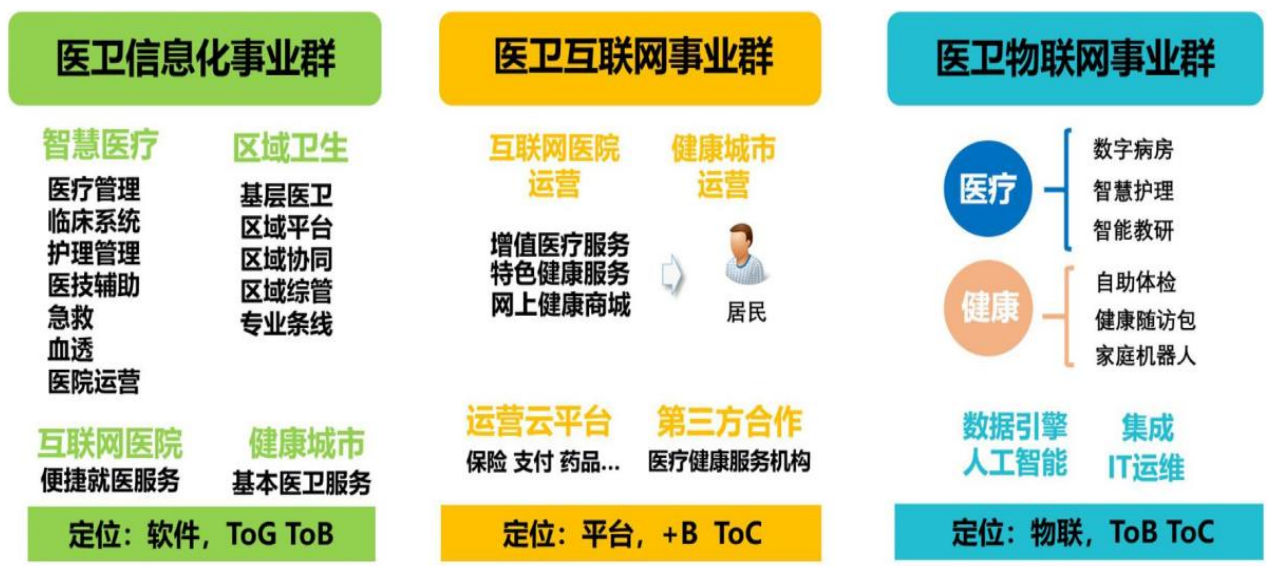 医卫信息化事业群
智慧医疗
医疗管理
临床系统
护理管理
医技辅助
急救
血透
医院运营
区域卫生
基层医卫
区域平台
区域协同
区域综管
专业条线
互联网医院
便捷就医服务
健康城市
基本医卫服务
定位：软件，ToG ToB
医卫互联网事业群
互联网医院
运营
健康城市
运营
增值医疗服务
特色健康服务
网上健康商城
居民
运营云平台
保险 支付 药品...
第三方合作
医疗健康服务机构
定位：平台，+B ToC
医卫物联网事业群
医疗
数字病房
智慧护理
智能教研
健康
自助体检
健康随访包
家庭机器人
数据引擎
人工智能
集成
IT运维
定位：物联，ToB ToC